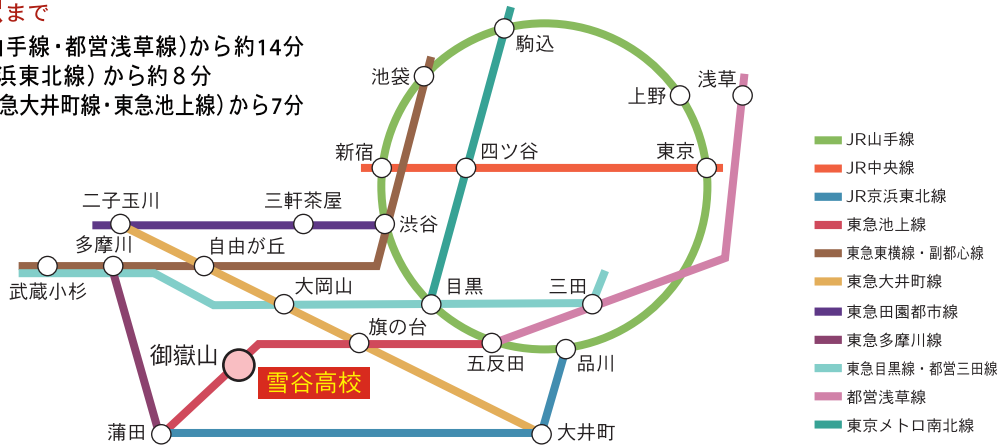 まで
山手線・都営浅草線)から約14分
浜東北線) から約8分
急大井町線・東急池上線)から7分
駒込
池袋
上野
浅草
新宿
四ツ谷
東京
二子玉川
三軒茶屋
渋谷
多摩川
自由が丘
武蔵小杉
大岡山
目黒
三田
旗の台
御嶽山
五反田
品川
雪谷高校
蒲田
大井町
JR山手線
JR中央線
JR京浜東北線
東急池上線
東急東横線・副都心線
東急大井町線
東急田園都市線
東急多摩川線
東急目黒線・都営三田線
都営浅草線
東京メトロ南北線